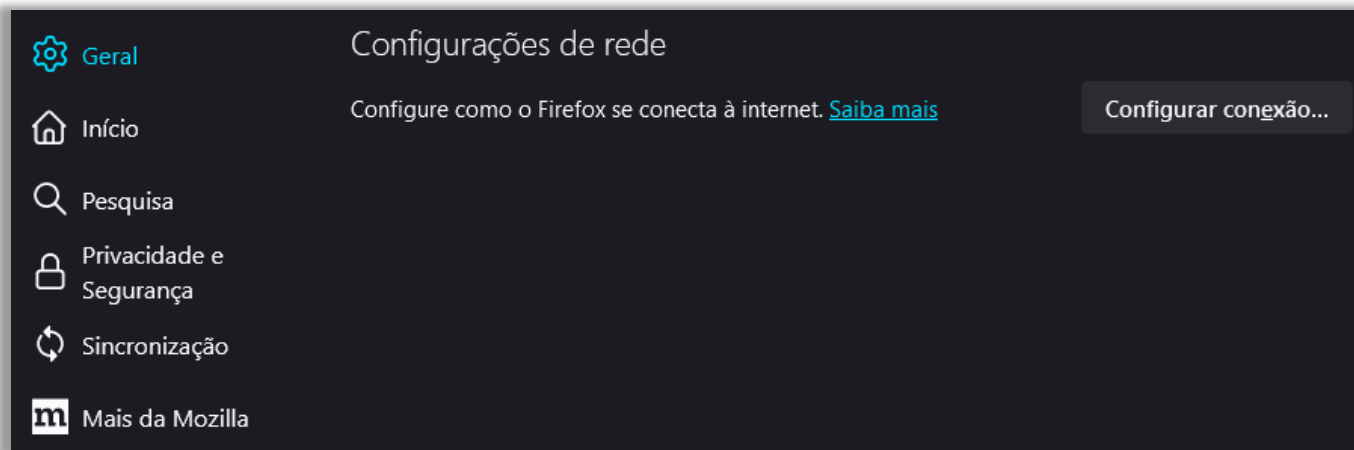 Geral
Início
Pesquisa
Privacidade e
Segurança
Sincronização
m Mais da Mozilla
Configurações de rede
Configure como o Firefox se conecta à internet. Saiba mais
Configurar conexão...